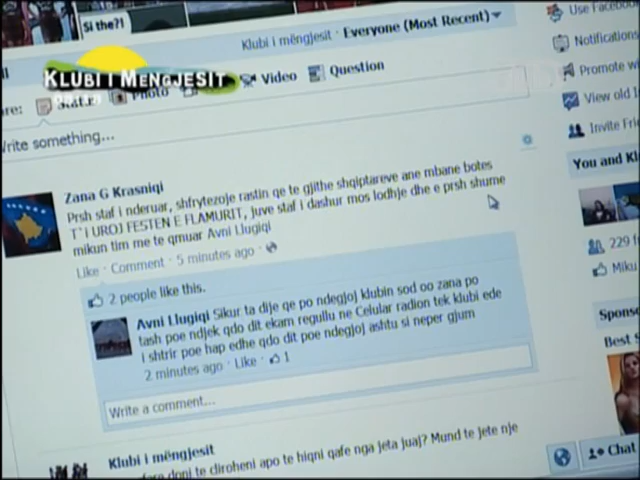 Si the?!
Klubi i mëngjesit · Everyone (Most Recent)
Use Facebo
Notifications
Promote wi
View old I
Invite Frie
KLUBI I MENGJESIT
Photo
Video
Question
Write something...
You and Kl
Zana G Krasniqi
Prsh staf i nderuar, shfrytezoje rastin qe te gjithe shqiptareve ane mbane botes
T' I UROJ FESTEN E FLAMURIT, juve staf i dashur mos lodhje dhe e prsh shume
mikun tim me te qmuar Avni Llugiqi
Like · Comment · 5 minutes ago ·
2 people like this.
Avni Llugiqi Sikur ta dije qe po ndegjoj klubin sod oo zana po
tash poe ndjek qdo dit ekam regullu ne Celular radion tek klubi ede
i shtrir poe hap edhe qdo dit poe ndegjoj ashtu si neper gjum
2 minutes ago · Like · 1
Write a comment...
229 f
Miku
Sponso
Best S
Klubi i mëngjesit
doni te diroheni apo te hiqni qafe nga jeta juaj? Mund te jete nje
Chat